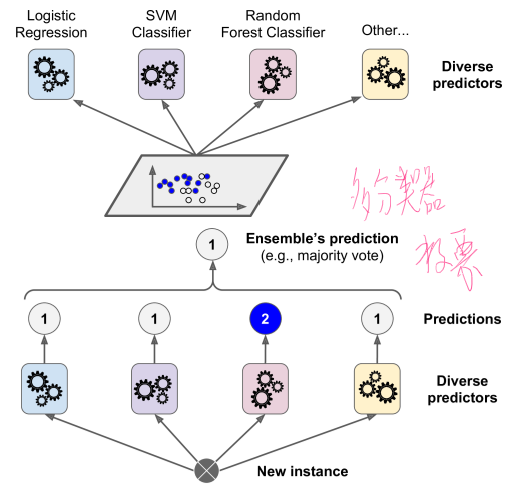 Logistic
Regression
SVM
Classifier
Random
Forest Classifier
Other...
Diverse
predictors
多分类器
1
Ensemble's prediction
(e.g., majority vote)
投票
1
1
2
1
Predictions
Diverse
predictors
New instance